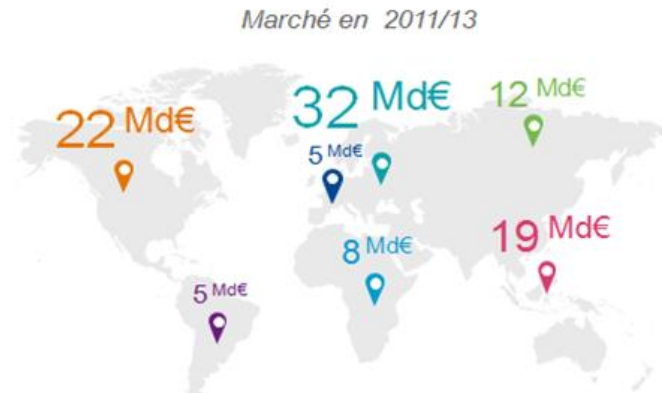 Marché en 2011/13
22 Md€
32 Md€
12 Md€
5 Md€
19 Md€
8 Md€
5 Md€